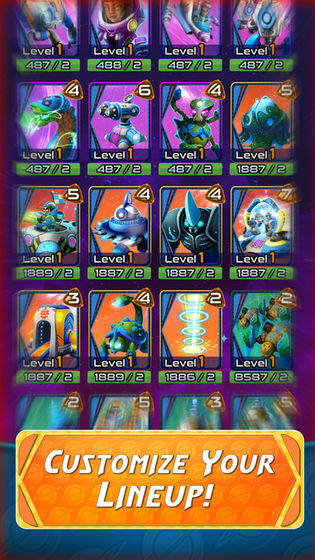 Level 1 Level 1 Level 1 Level 1
487 / 2 488 / 2 487 / 2 487 / 2
4 6 4 5
Level 1 Level 1 Level 1 Level 1
487 / 2 487 / 2 487 / 2 487 / 2
5 4 4 7
Level 1 Level 1 Level 1 Level 1
1889 / 2 1887 / 2 1887 / 2 1887 / 2
3 4 2 2
Level 1 Level 1 Level 1 Level 1
1887 / 2 1889 / 2 1886 / 2 8587 / 2
2 5 2
CUSTOMIZE YOUR
LINEUP!